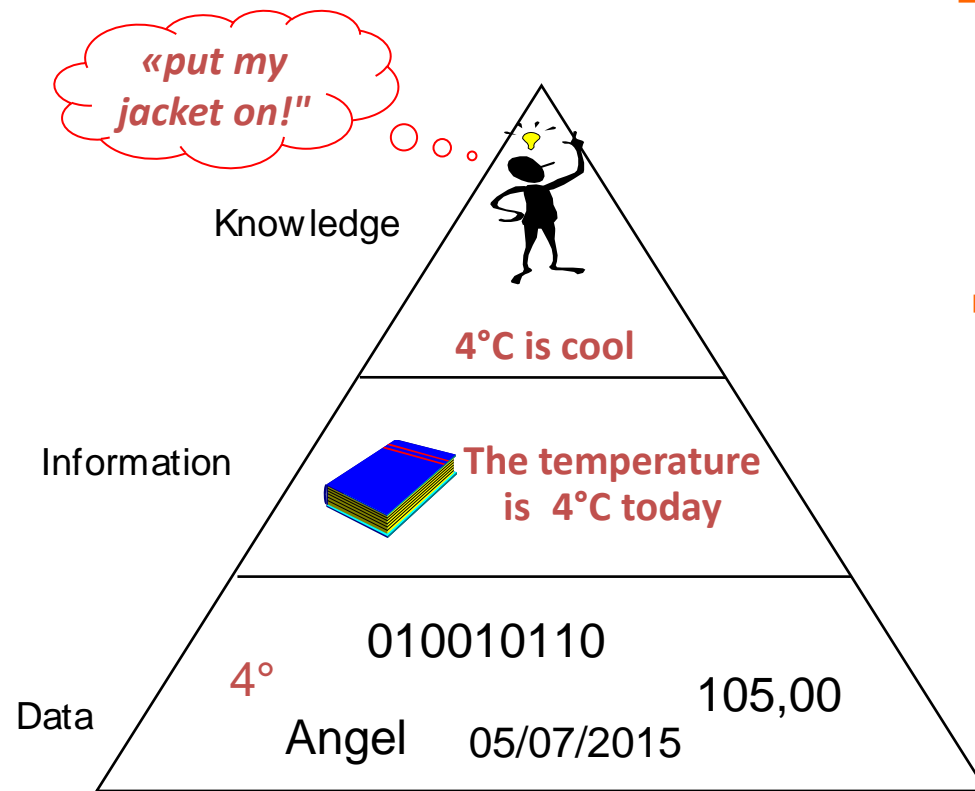 «put my
jacket on!"
Knowledge
4°C is cool
Information
The temperature
is 4°C today
010010110
4°
105,00
Data
Angel
05/07/2015